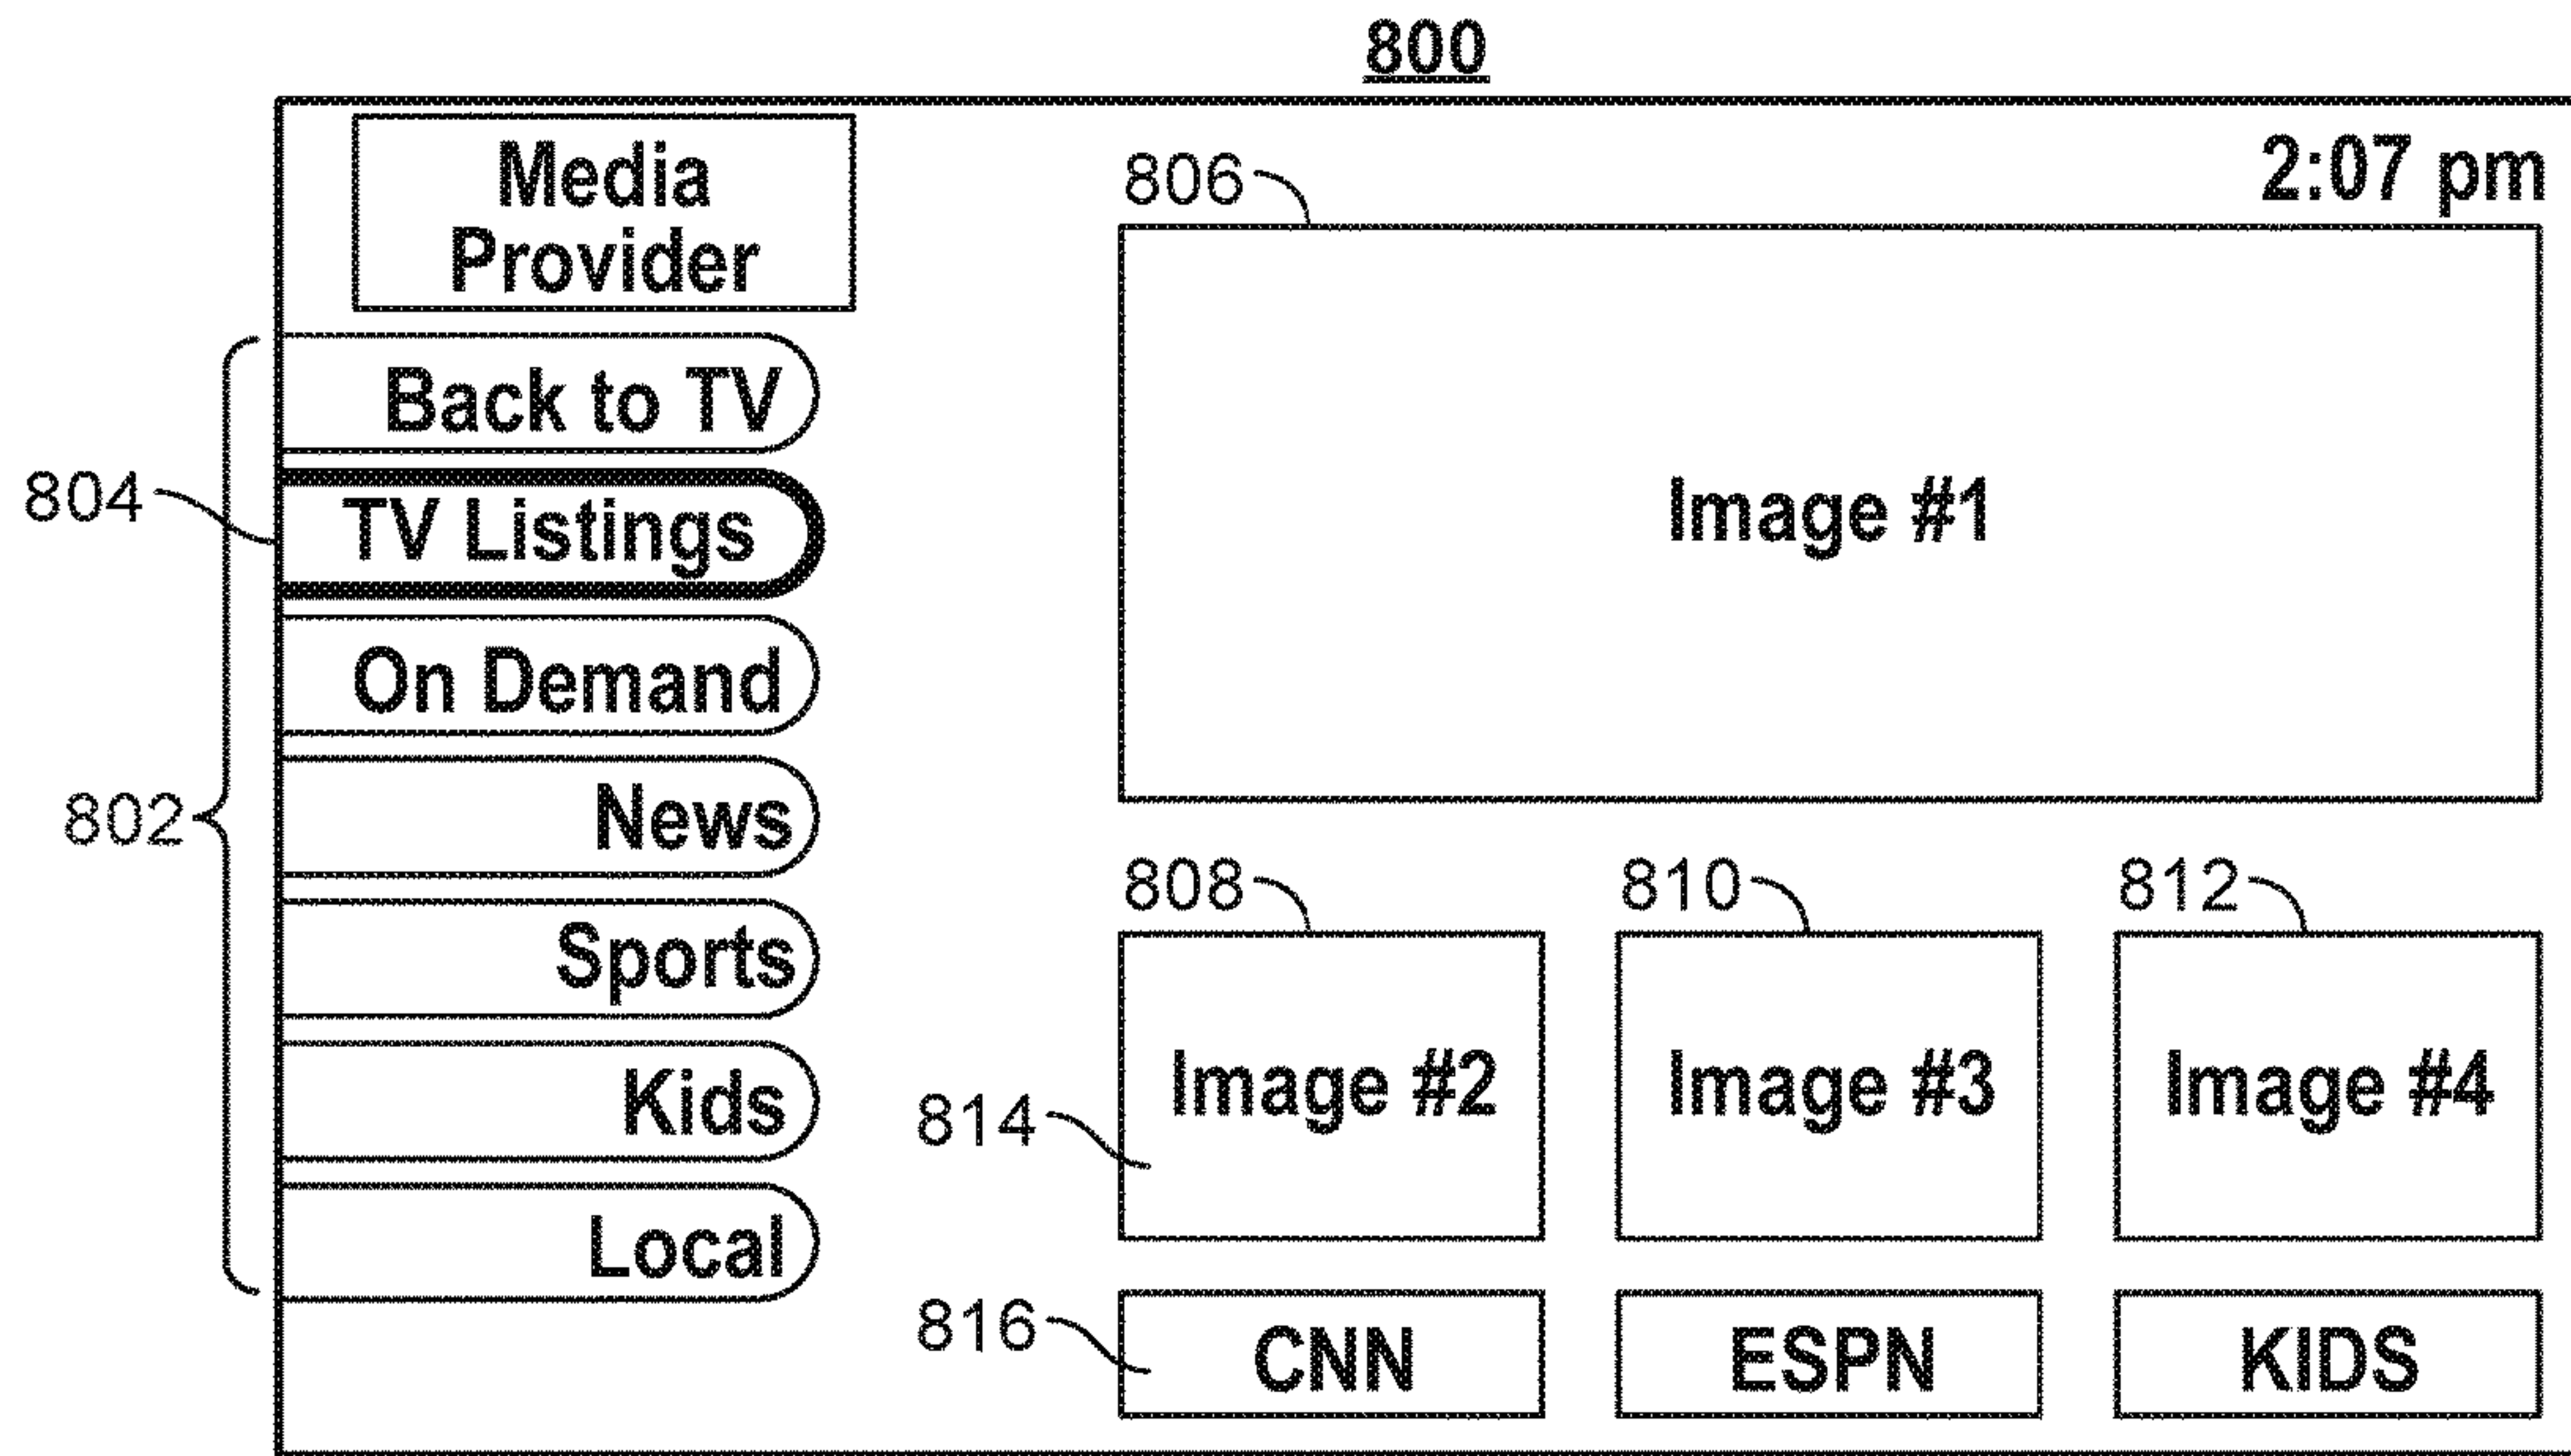 800
Media
Provider
2:07 pm
806
Back to TV
804
TV Listings
Image #1
On Demand
802
News
808
810
812
Sports
Image #2
Image #3
Image #4
814
Kids
Local
816
CNN
ESPN
KIDS